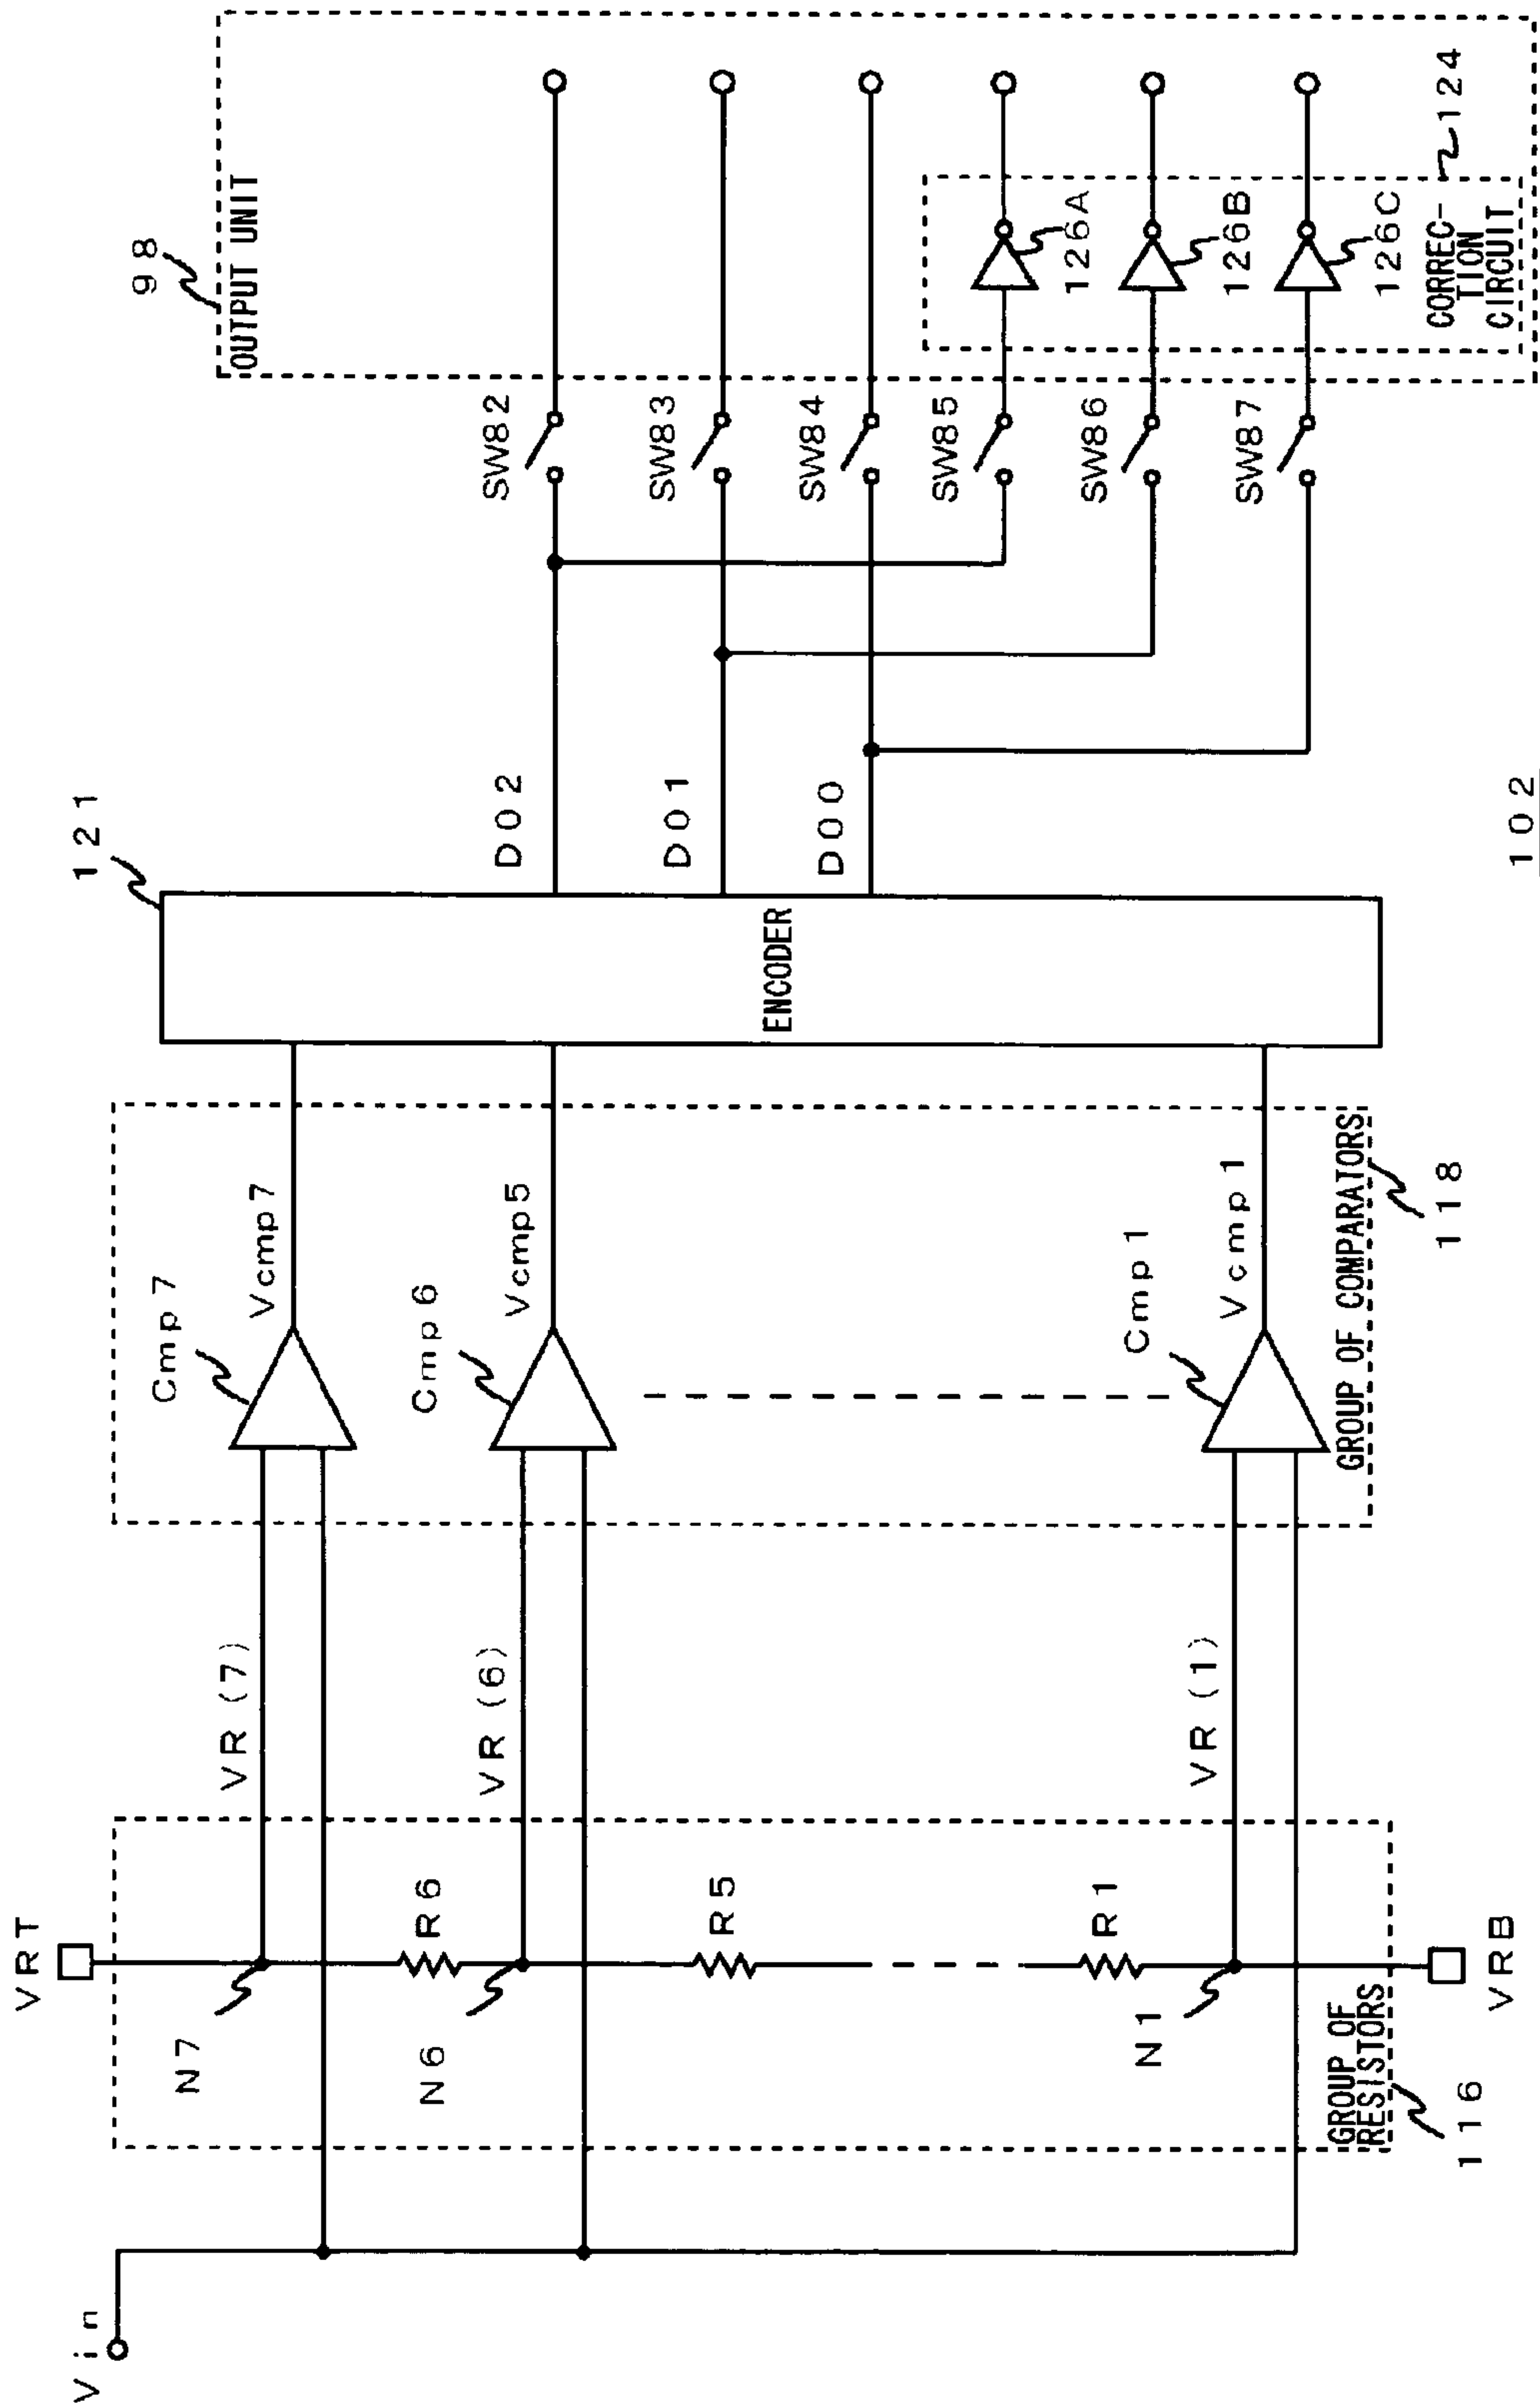 Vin
VRT
N7
R6
N6
R5
R1
N1
GROUP OF
RESISTORS
116
VRB
VR (7)
VR (6)
VR (1)
Cmp7
Vcmp7
Cmp6
Vcmp5
Cmp1
Vcmp1
GROUP OF COMPARATORS
118
121
ENCODER
D02
D01
D00
SW82
SW83
SW84
SW85
SW86
SW87
98
OUTPUT UNIT
126A
126B
126C
CORREC-
TION
CIRCUIT
124
102